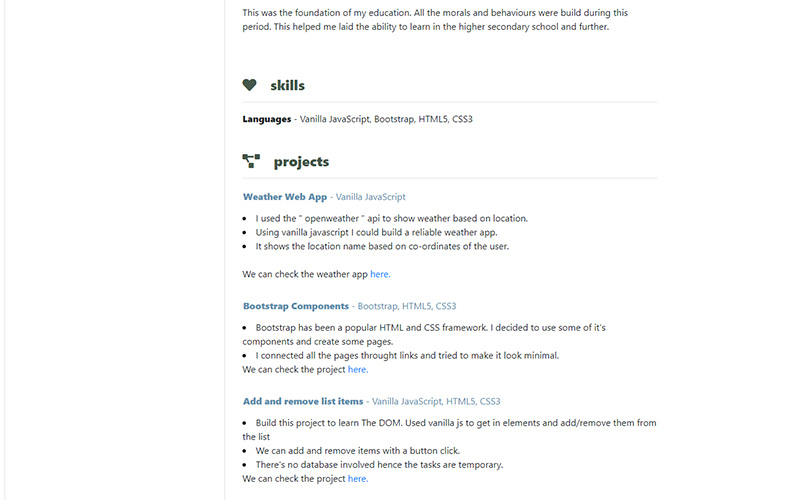 This was the foundation of my education. All the morals and behaviours were build during this
period. This helped me laid the ability to learn in the higher secondary school and further.
skills
Languages - Vanilla JavaScript, Bootstrap, HTML5, CSS3
projects
Weather Web App - Vanilla JavaScript
• I used the " openweather " api to show weather based on location.
• Using vanilla javascript I could build a reliable weather app.
• It shows the location name based on co-ordinates of the user.
We can check the weather app here.
Bootstrap Components - Bootstrap, HTML5, CSS3
• Bootstrap has been a popular HTML and CSS framework. I decided to use some of it's
components and create some pages.
• I connected all the pages throught links and tried to make it look minimal.
We can check the project here.
Add and remove list items - Vanilla JavaScript, HTML5, CSS3
• Build this project to learn The DOM. Used vanilla js to get in elements and add/remove them from
the list
• We can add and remove items with a button click.
• There's no database involved hence the tasks are temporary.
We can check the project here.